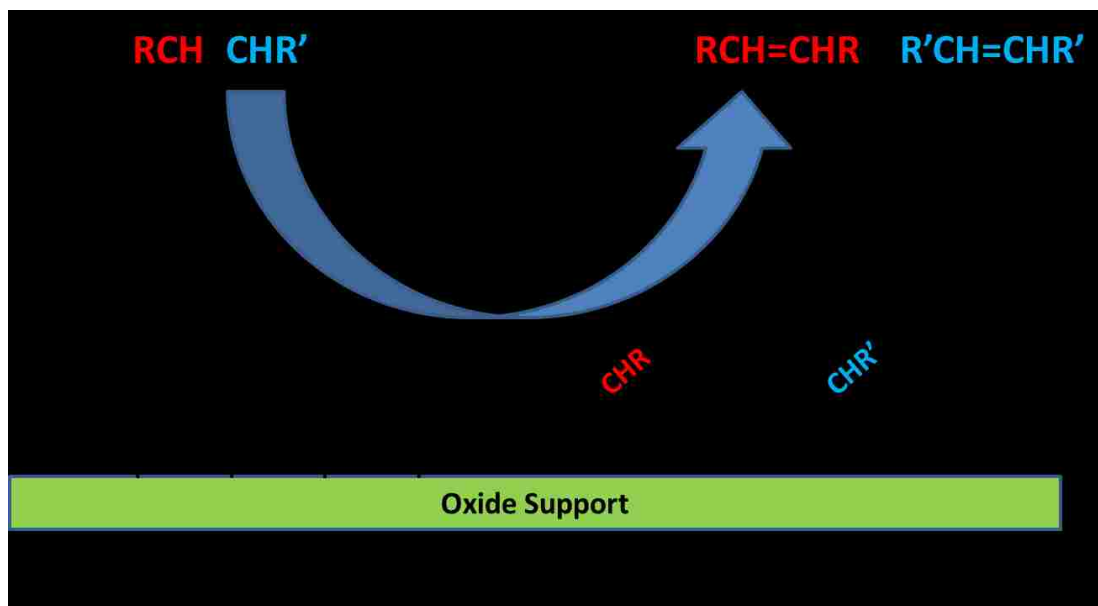 RCH CHR’ RCH=CHR R’CH=CHR’
CHR CHR’
Oxide Support